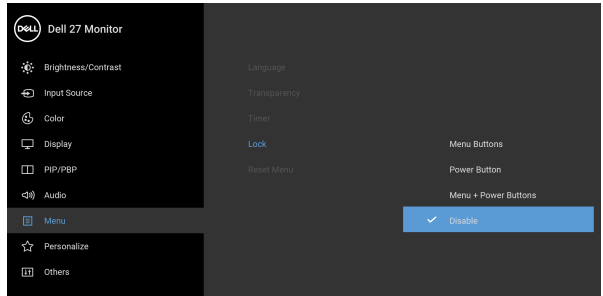 DELL Dell 27 Monitor
Brightness/Contrast
Input Source
Color
Display
PIP/PBP
Audio
Menu
Personalize
Others
Language
Transparency
Timer
Lock
Reset Menu
Menu Buttons
Power Button
Menu + Power Buttons
Disable